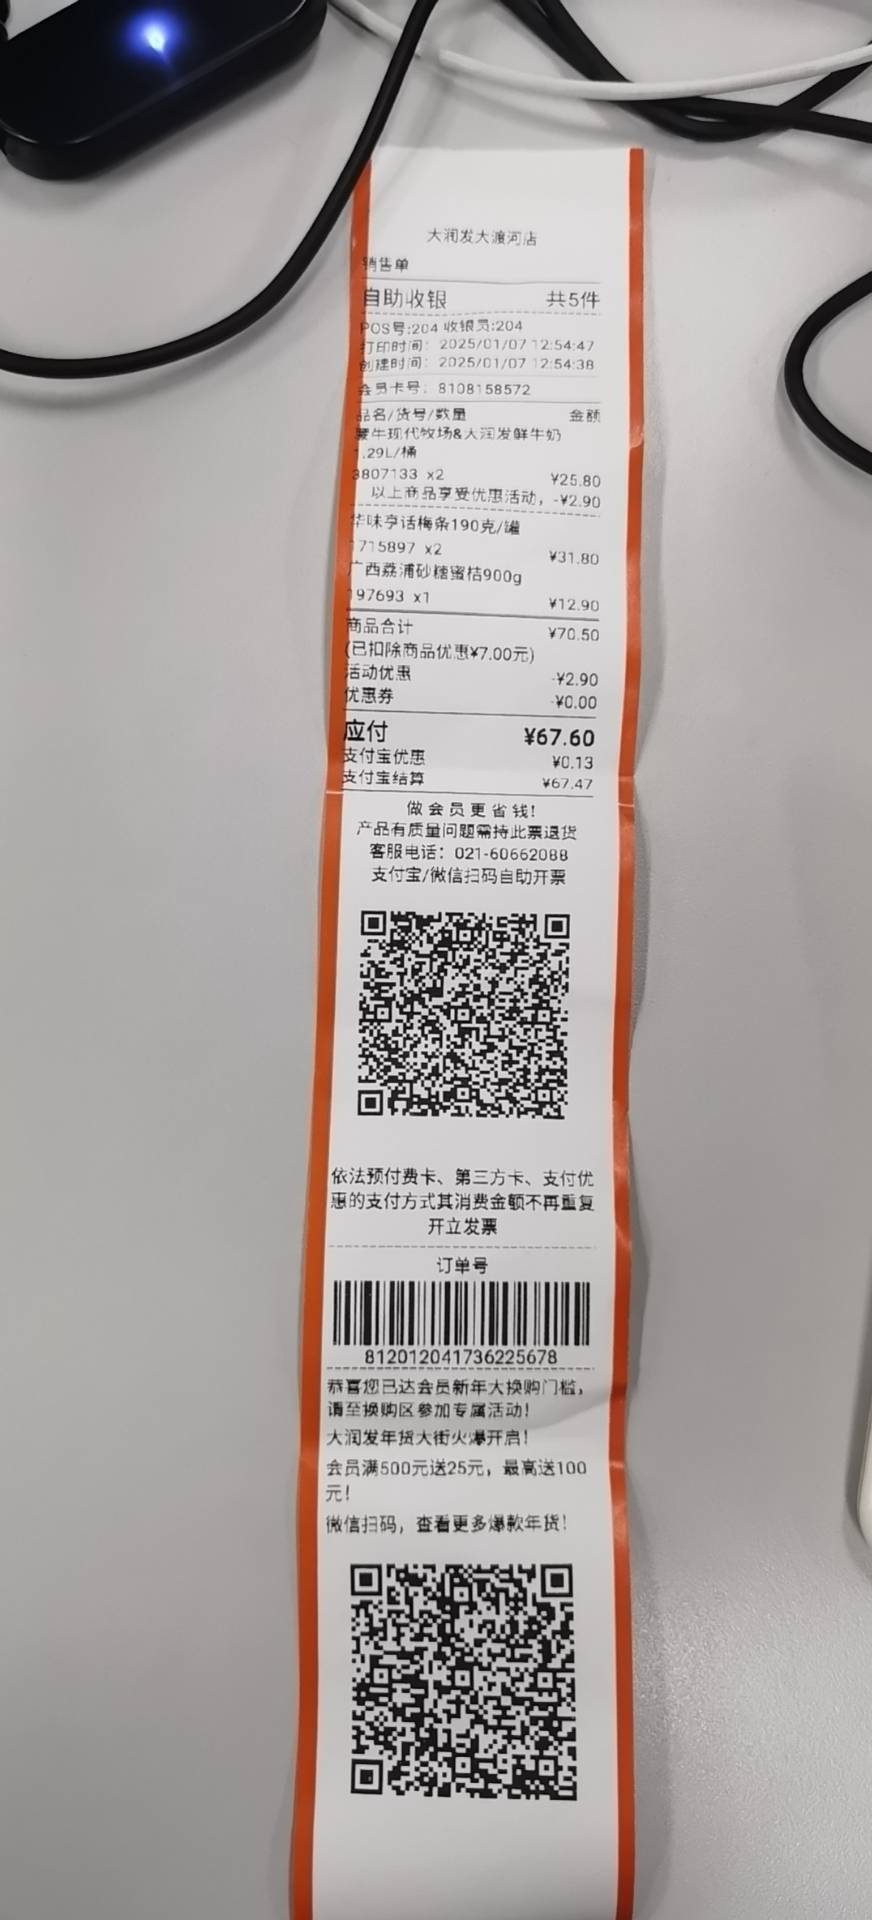 大润发大渡河店
销售单
自助收银 共5件
POS号:204 收银员:204
打印时间: 2025/01/07 12:54:47
创建时间: 2025/01/07 12:54:38
会员卡号: 8108158572
品名/货号/数量 金额
蒙牛现代牧场&大润发鲜牛奶
1.29L/桶
3807133 x2 ¥25.80
以上商品享受优惠活动, -¥2.90
华味亨话梅条190克/罐
1715897 x2 ¥31.80
广西荔浦砂糖蜜桔900g
197693 x1 ¥12.90
商品合计 ¥70.50
(已扣除商品优惠¥7.00元)
活动优惠 -¥2.90
优惠券 -¥0.00
应付 ¥67.60
支付宝优惠 ¥0.13
支付宝结算 ¥67.47
做会员更省钱!
产品有质量问题需持此票退货
客服电话: 021-60662088
支付宝/微信扫码自助开票
依法预付费卡、第三方卡、支付优
惠的支付方式其消费金额不再重复
开立发票
订单号
812012041736225678
恭喜您已达会员新年大换购门槛,
请至换购区参加专属活动!
大润发年货大街火爆开启!
会员满500元送25元, 最高送100
元!
微信扫码, 查看更多爆款年货!